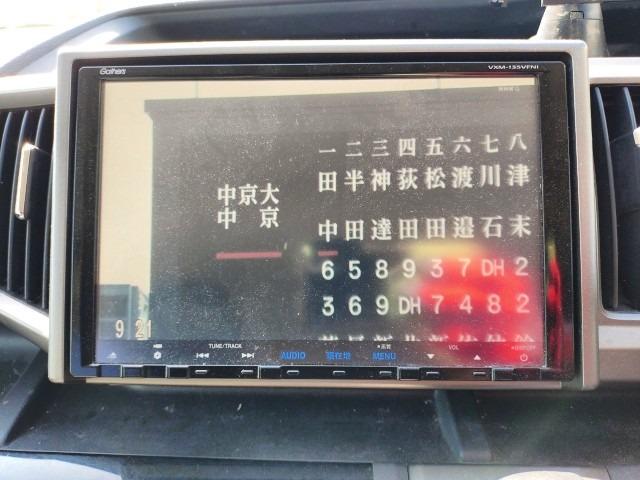 Gathers
VXM-155VFNI
一二三四五六七八
田半神荻松渡川津
中京大
中京
中田達田田邉石末
6 5 8 9 3 7 DH 2
3 6 9 DH 7 4 8 2
9 21
TUNE/TRACK
AUDIO
現在地
MENU
VOL